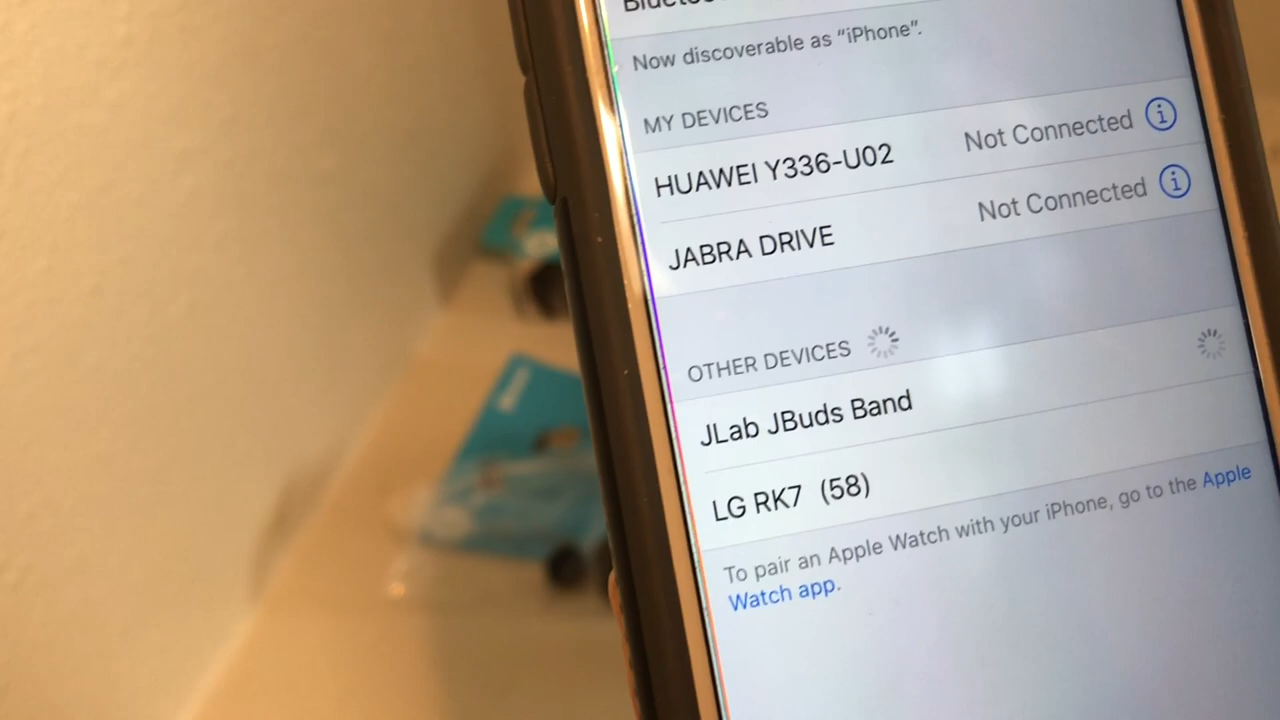 Now discoverable as “iPhone”.
MY DEVICES
HUAWEI Y336-U02 Not Connected
JABRA DRIVE Not Connected
OTHER DEVICES
JLab JBuds Band
LG RK7 (58)
To pair an Apple Watch with your iPhone, go to the Apple
Watch app.